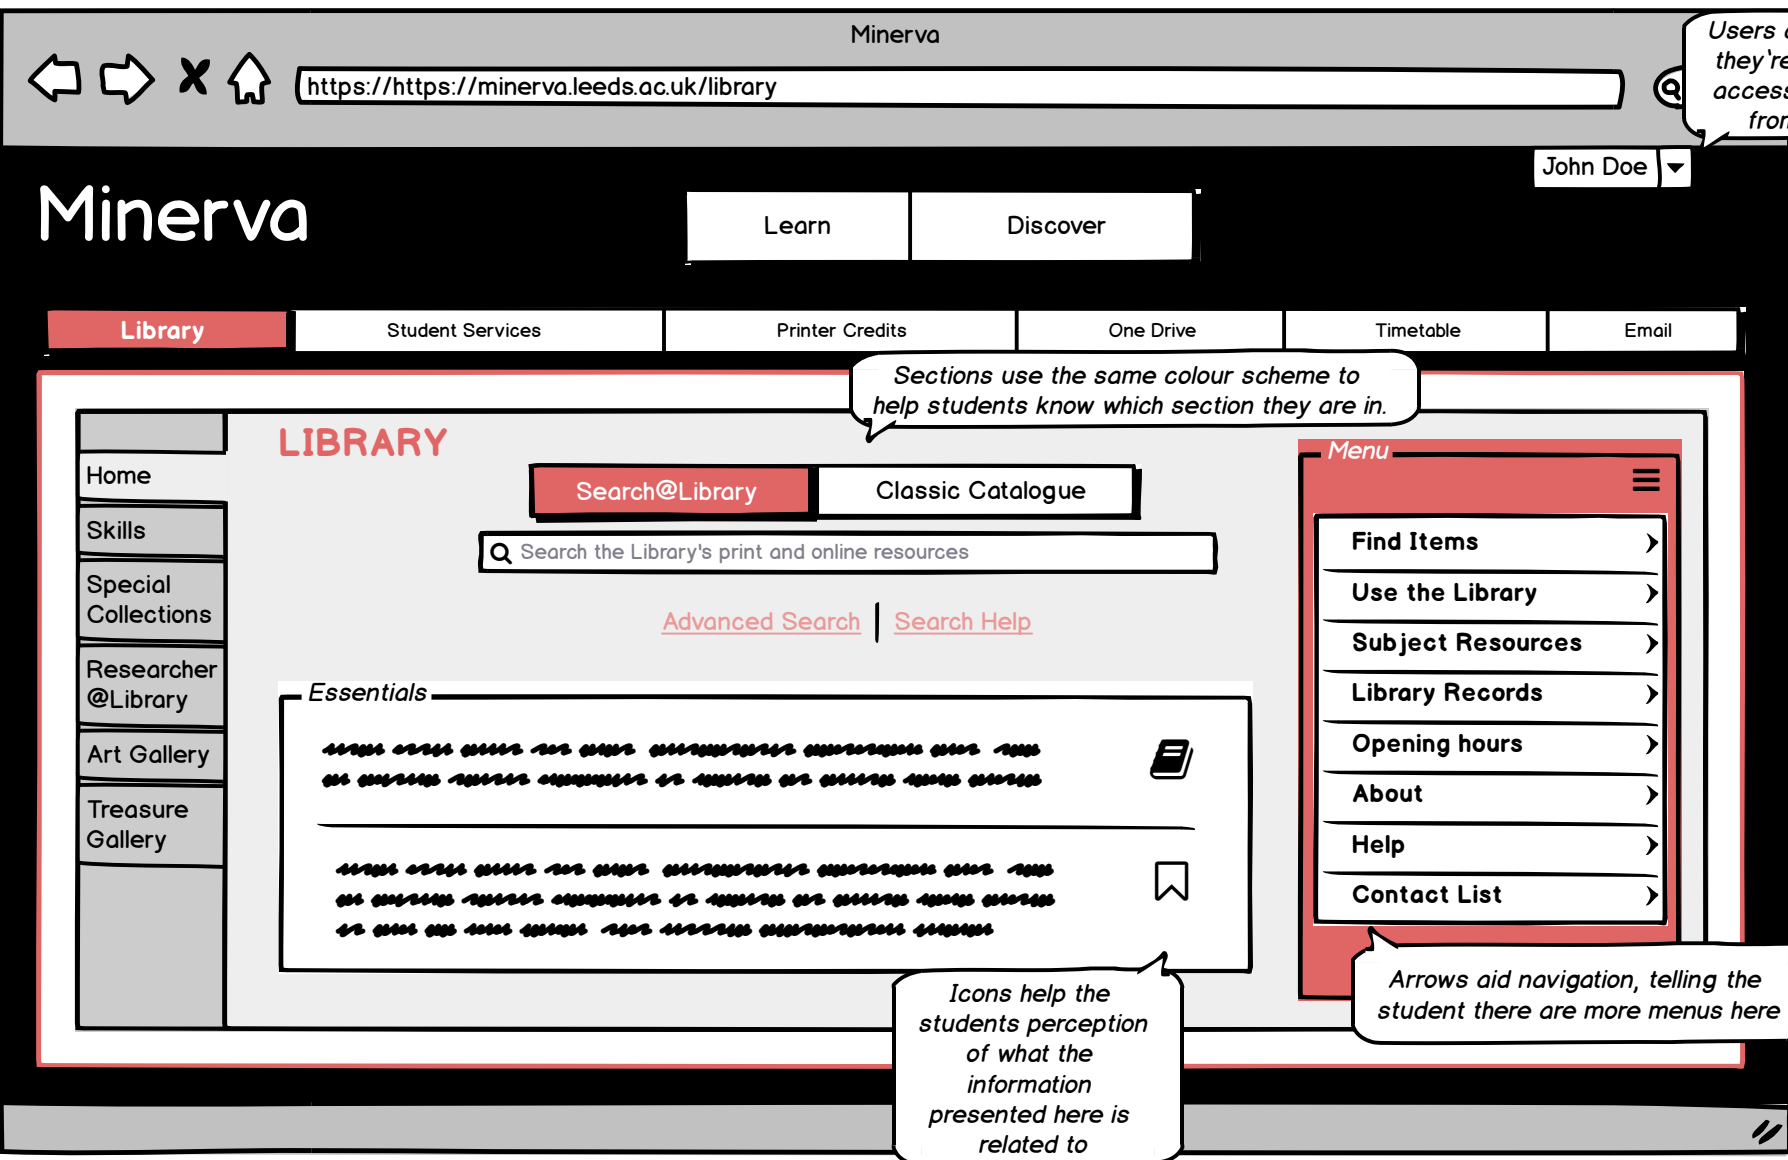 Minerva
https://https://minerva.leeds.ac.uk/library
Users
they're
access
from
John Doe
Minerva
Learn
Discover
Library
Student Services
Printer Credits
One Drive
Timetable
Email
Sections use the same colour scheme to
help students know which section they are in.
LIBRARY
Home
Skills
Special
Collections
Researcher
@Library
Art Gallery
Treasure
Gallery
Search@Library
Classic Catalogue
Search the Library's print and online resources
Advanced Search
Search Help
Essentials
Menu
Find Items
Use the Library
Subject Resources
Library Records
Opening hours
About
Help
Contact List
Arrows aid navigation, telling the
student there are more menus here
Icons help the
students perception
of what the
information
presented here is
related to